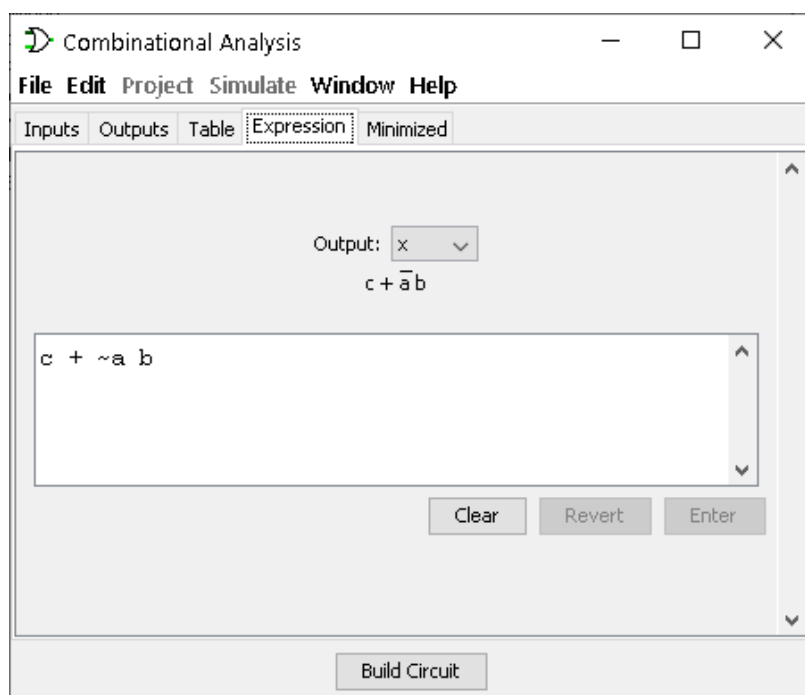 Combinational Analysis
File Edit Project Simulate Window Help
Inputs Outputs Table Expression Minimized
Output: x
c + a̅ b
c + ~a b
Clear Revert Enter
Build Circuit